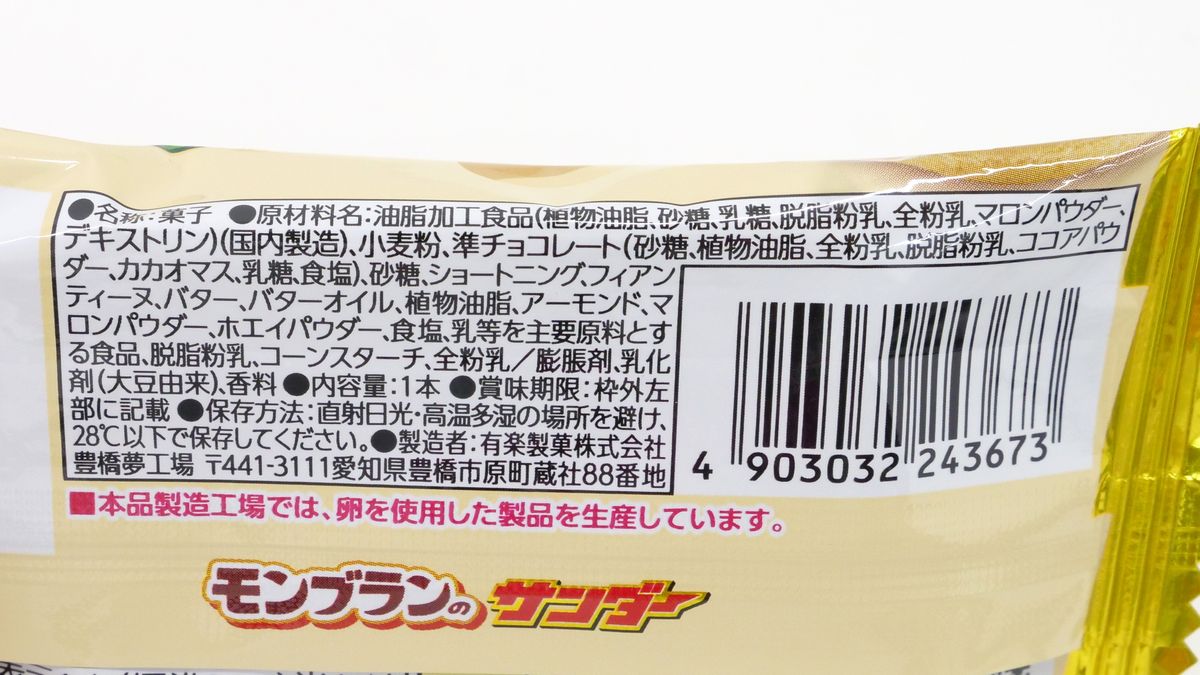 ●名称：菓子 ●原材料名：油脂加工食品（植物油脂、砂糖、乳糖、脱脂粉乳、全粉乳、マロンパウダー、
デキストリン）（国内製造）、小麦粉、準チョコレート（砂糖、植物油脂、全粉乳、脱脂粉乳、ココアパウ
ダー、カカオマス、乳糖、食塩）、砂糖、ショートニング、フィアン
ティーヌ、バター、バターオイル、植物油脂、アーモンド、マ
ロンパウダー、ホエイパウダー、食塩、乳等を主要原料とす
る食品、脱脂粉乳、コーンスターチ、全粉乳／膨脹剤、乳化
剤（大豆由来）、香料 ●内容量：1本 ●賞味期限：枠外左
部に記載 ●保存方法：直射日光・高温多湿の場所を避け、
28℃以下で保存してください。●製造者：有楽製菓株式会社
豊橋夢工場 〒441-3111愛知県豊橋市原町蔵社88番地
4 903032 243673
■本品製造工場では、卵を使用した製品を生産しています。
モンブランのサンダー